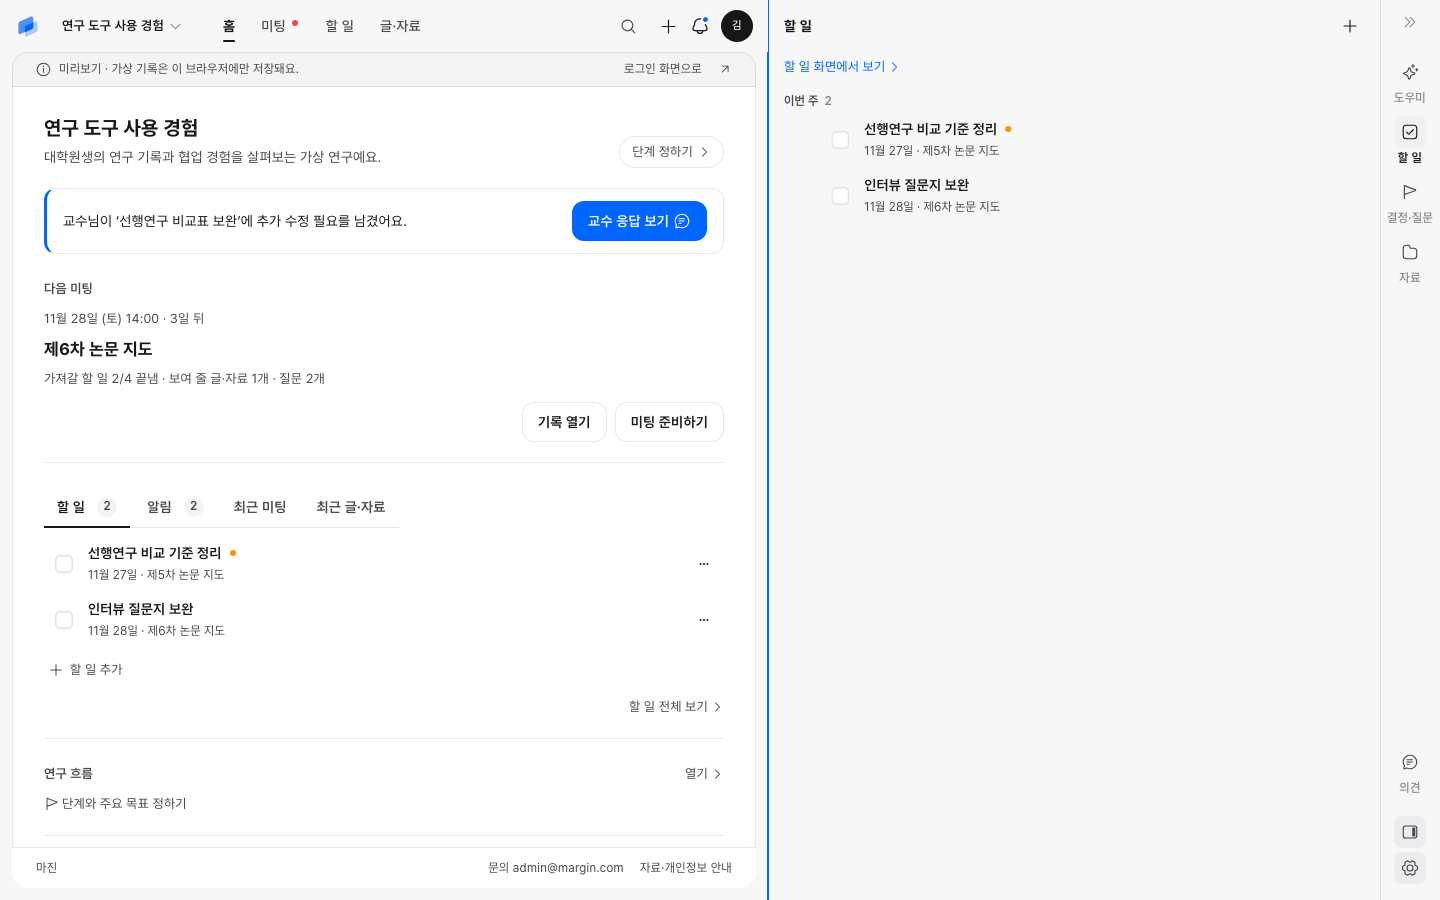 연구 도구 사용 경험
홈
미팅
할 일
글·자료
김
미리보기 · 가상 기록은 이 브라우저에만 저장돼요.
로그인 화면으로
연구 도구 사용 경험
대학원생의 연구 기록과 협업 경험을 살펴보는 가상 연구예요.
단계 정하기
교수님이 ‘선행연구 비교표 보완’에 추가 수정 필요를 남겼어요.
교수 응답 보기
다음 미팅
11월 28일 (토) 14:00 · 3일 뒤
제6차 논문 지도
가져갈 할 일 2/4 끝냄 · 보여 줄 글·자료 1개 · 질문 2개
기록 열기
미팅 준비하기
할 일 2
알림 2
최근 미팅
최근 글·자료
선행연구 비교 기준 정리
11월 27일 · 제5차 논문 지도
인터뷰 질문지 보완
11월 28일 · 제6차 논문 지도
할 일 추가
할 일 전체 보기
연구 흐름
열기
단계와 주요 목표 정하기
마진
문의 admin@margin.com
자료·개인정보 안내
할 일
할 일 화면에서 보기
이번 주 2
선행연구 비교 기준 정리
11월 27일 · 제5차 논문 지도
인터뷰 질문지 보완
11월 28일 · 제6차 논문 지도
도우미
할 일
결정·질문
자료
의견